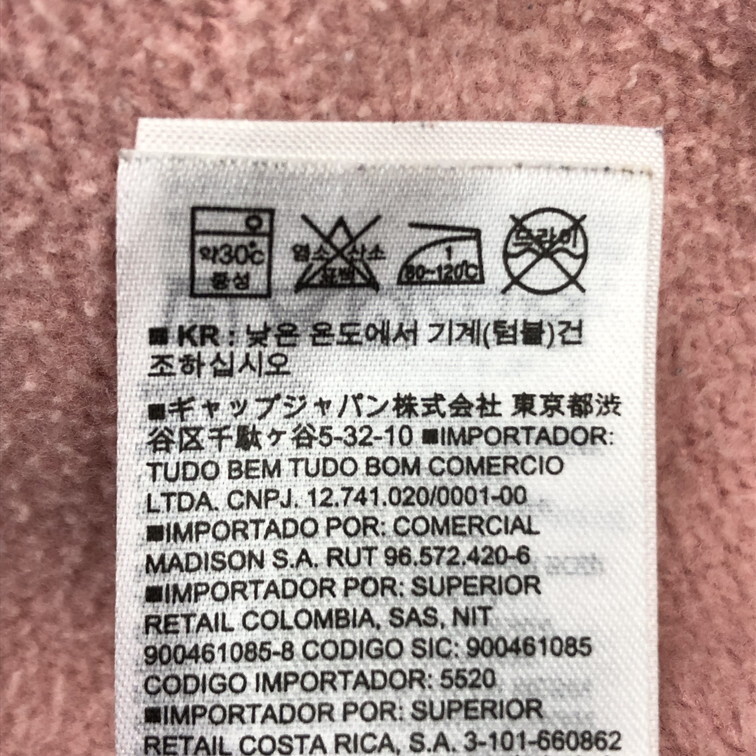 약30℃
중성
염소 산소
표백
1
80~120℃
드라이
■ KR : 낮은 온도에서 기계(텀블)건
조하십시오
■ギャップジャパン株式会社 東京都渋
谷区千駄ヶ谷5-32-10 ■IMPORTADOR:
TUDO BEM TUDO BOM COMERCIO
LTDA. CNPJ. 12.741.020/0001-00
■IMPORTADO POR: COMERCIAL
MADISON S.A. RUT 96.572.420-6
■IMPORTADO POR: SUPERIOR
RETAIL COLOMBIA, SAS, NIT
900461085-8 CODIGO SIC: 900461085
CODIGO IMPORTADOR: 5520
■IMPORTADOR POR: SUPERIOR
RETAIL COSTA RICA, S.A. 3-101-660862